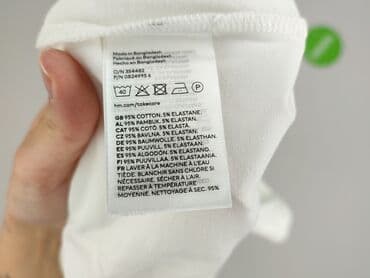 Made in Bangladesh
Fabriqué en Bangladesh
Hecho en Bangladesh
O/N 354482
P/N 0824995 6
40
P
hm.com/takecare
GB 95% COTTON. 5% ELASTANE.
AL 95% PAMBUK. 5% ELASTAN.
CAT 95% COTÓ. 5% ELASTÀ.
CZ 95% BAVLNA. 5% ELASTAN.
DE 95% BAUMWOLLE. 5% ELASTHAN.
EE 95% PUUVILL. 5% ELASTAAN.
ES 95% ALGODÓN. 5% ELASTANO.
FI 95% PUUVILLAA. 5% ELASTAANIA.
FR LAVER À LA MACHINE À L'EAU
TIÈDE. BLANCHIR SANS CHLORE SI
NÉCESSAIRE. SÉCHER À L'AIR.
REPASSER À TEMPÉRATURE
MOYENNE. NETTOYAGE À SEC. 95%